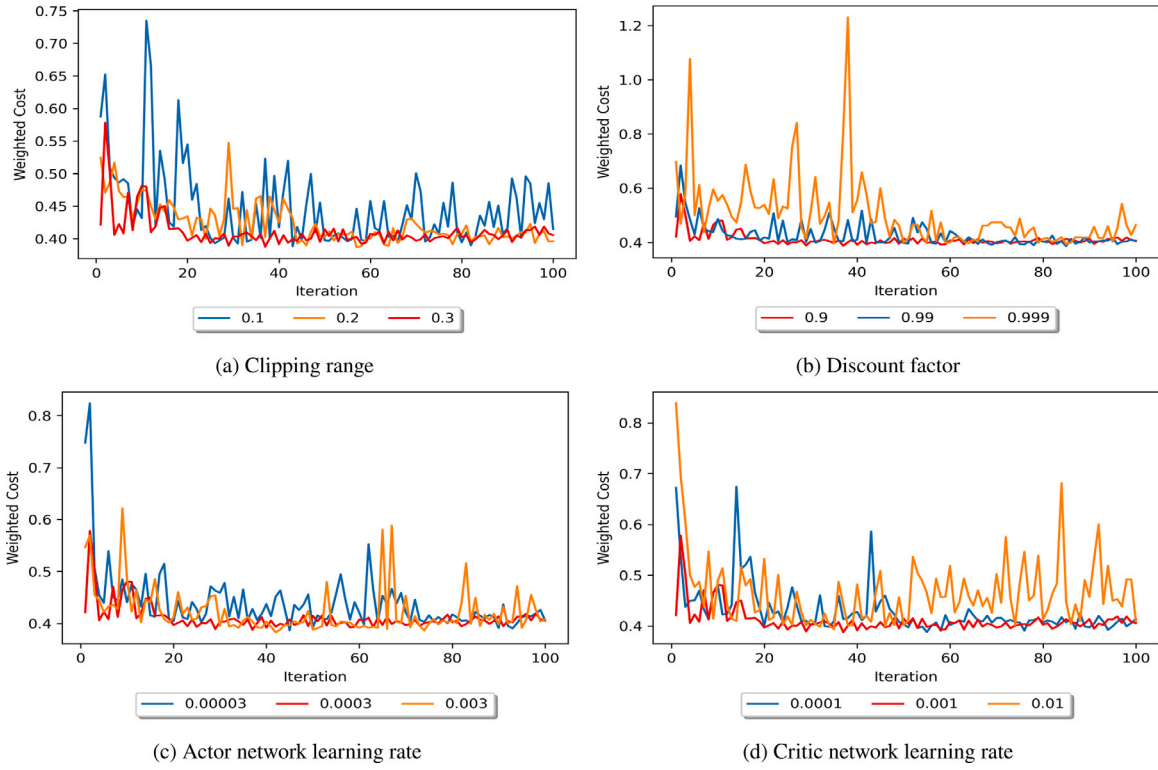 0.75
0.70
0.65
0.60
0.55
0.50
0.45
0.40
Weighted Cost
0 20 40 60 80 100
Iteration
0.1 0.2 0.3
(a) Clipping range
1.2
1.0
0.8
0.6
0.4
Weighted Cost
0 20 40 60 80 100
Iteration
0.9 0.99 0.999
(b) Discount factor
0.8
0.7
0.6
0.5
0.4
Weighted Cost
0 20 40 60 80 100
Iteration
0.00003 0.0003 0.003
(c) Actor network learning rate
0.8
0.7
0.6
0.5
0.4
Weighted Cost
0 20 40 60 80 100
Iteration
0.0001 0.001 0.01
(d) Critic network learning rate